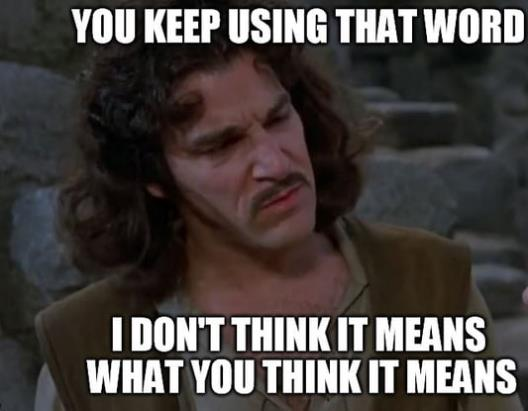 YOU KEEP USING THAT WORD
I DON'T THINK IT MEANS
WHAT YOU THINK IT MEANS